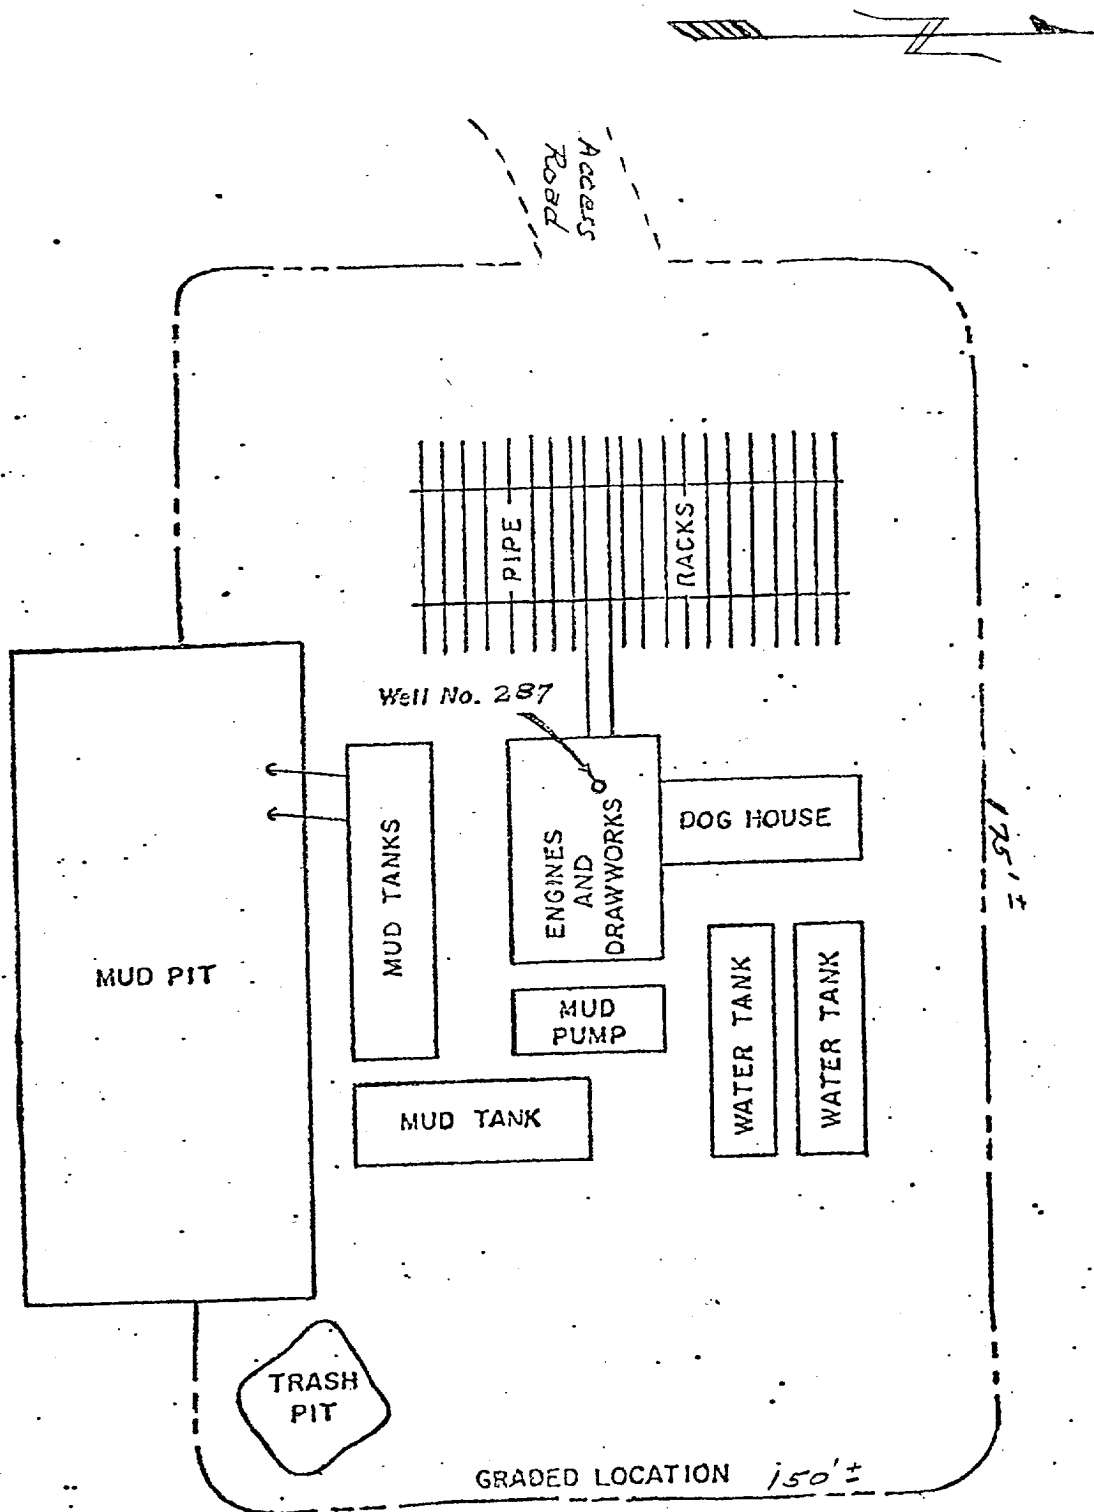 Z
Access
Road
PIPE
RACKS
Well No. 287
ENGINES
AND
DRAWWORKS
DOG HOUSE
MUD TANKS
MUD PIT
MUD
PUMP
WATER TANK
WATER TANK
MUD TANK
175'±
TRASH
PIT
GRADED LOCATION 150'±